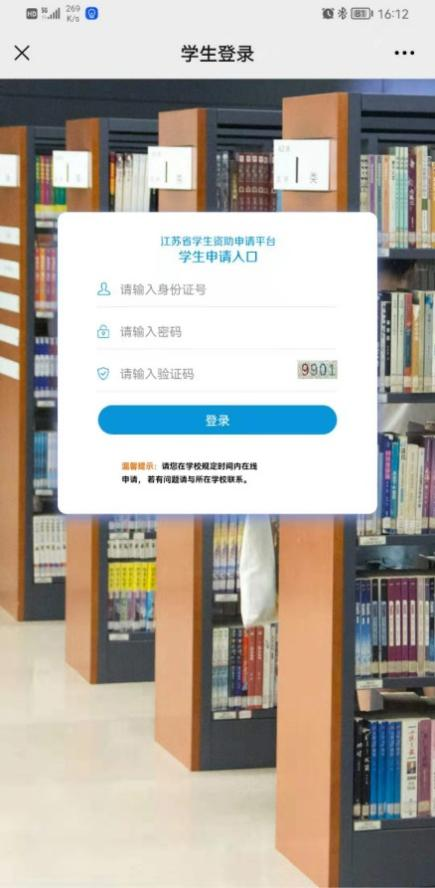 HD 5G 269 K/s 81 16:12
学生登录
江苏省学生资助申请平台
学生申请入口
请输入身份证号
请输入密码
请输入验证码 9901
登录
温馨提示：请您在学校规定时间内在线
申请，若有问题请与所在学校联系。
I 类